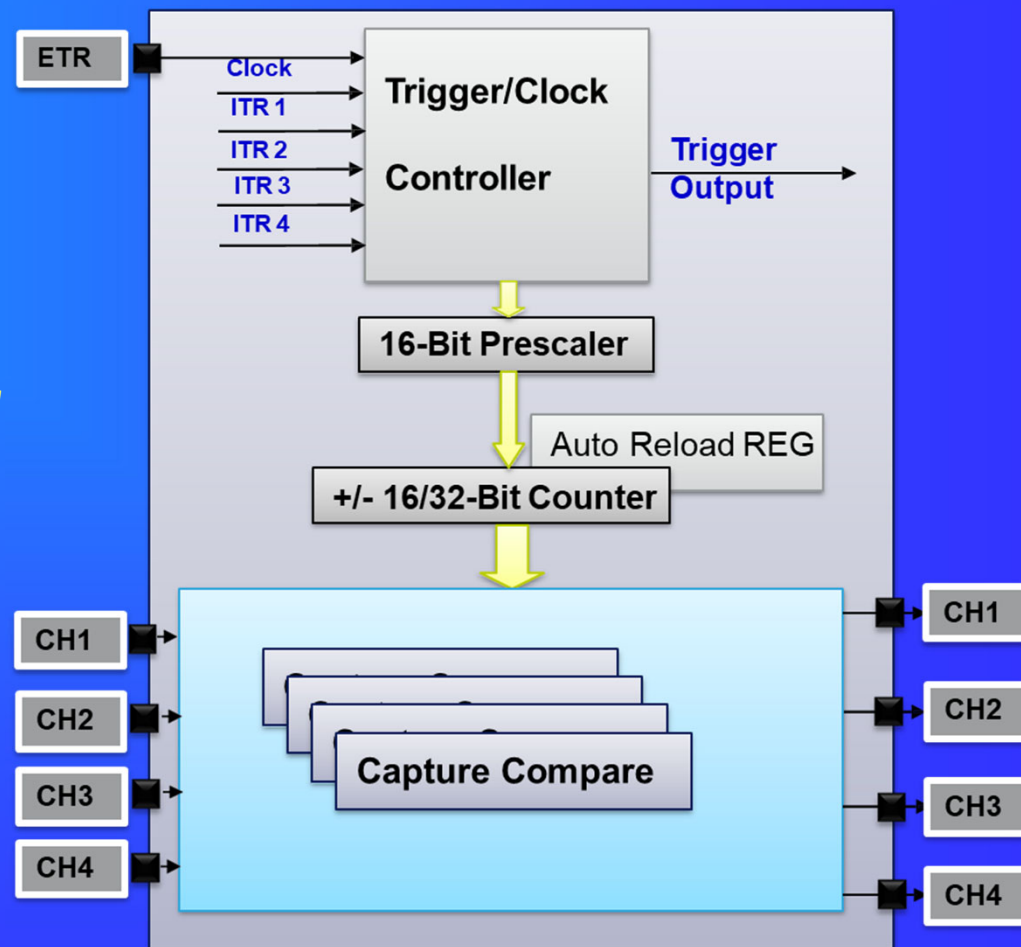 ETR
Clock
ITR 1
ITR 2
ITR 3
ITR 4
Trigger/Clock
Controller
Trigger
Output
16-Bit Prescaler
Auto Reload REG
+/- 16/32-Bit Counter
CH1
CH2
CH3
CH4
Capture Compare
CH1
CH2
CH3
CH4